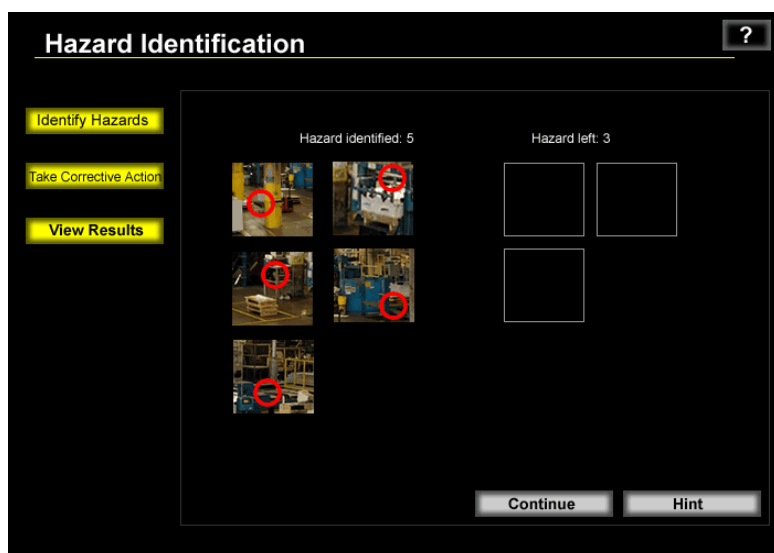 Hazard Identification
?
Identify Hazards
Take Corrective Action
View Results
Hazard identified: 5
Hazard left: 3
Continue
Hint